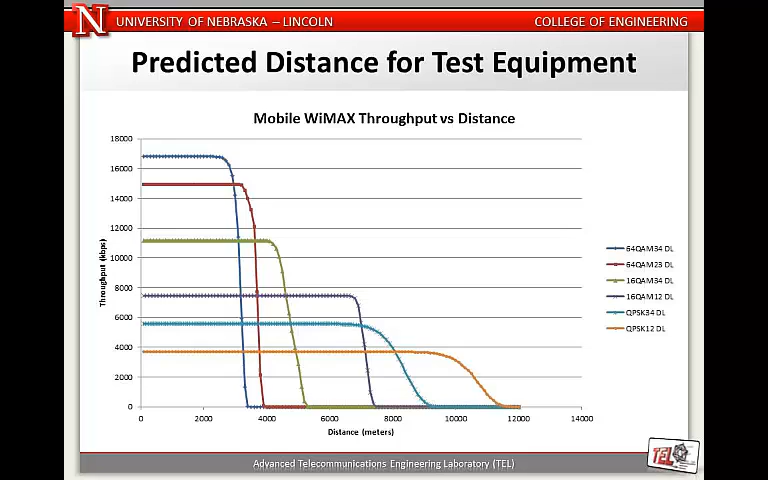 N
UNIVERSITY OF NEBRASKA – LINCOLN
COLLEGE OF ENGINEERING
Predicted Distance for Test Equipment
Mobile WiMAX Throughput vs Distance
18000
16000
14000
12000
10000
8000
6000
4000
2000
0
Throughput (kbps)
0 2000 4000 6000 8000 10000 12000 14000
Distance (meters)
64QAM34 DL
64QAM23 DL
16QAM34 DL
16QAM12 DL
QPSK34 DL
QPSK12 DL
Advanced Telecommunications Engineering Laboratory (TEL)
TEL